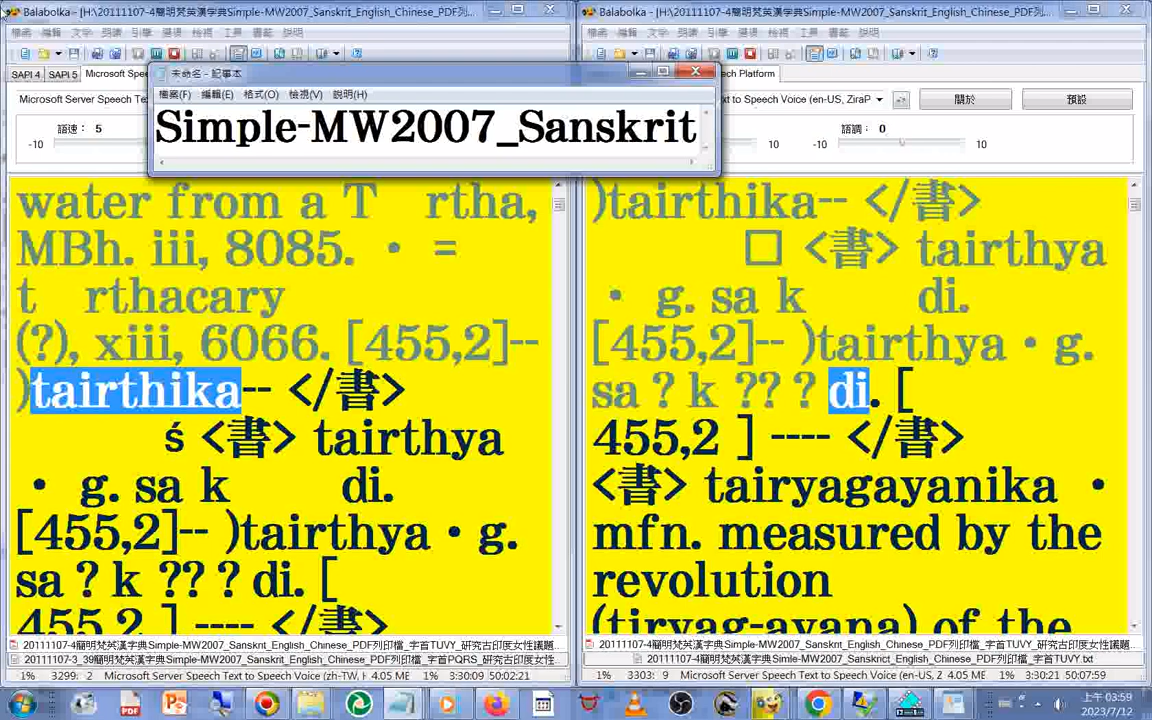 Balabolka - [H:\20111107-4簡明梵英漢字典Simple-MW2007_Sanskrit_English_Chinese_PDF列...
Balabolka - [H:\20111107-4簡明梵英漢字典Simple-MW2007_Sanskrit_English_Chinese_PDF列...
SAPI 4 SAPI 5 Microsoft Spee
未命名 - 記事本
檔案(F) 編輯(E) 格式(O) 檢視(V) 說明(H)
Simple-MW2007_Sanskrit
ech Platform
Microsoft Server Speech Text
t to Speech Voice (en-US, ZiraP
關於
預設
語速： 5
-10
10
語調： 0
-10
10
water from a T rtha,
MBh. iii, 8085. • =
t rthacary
(?), xiii, 6066. [455,2]--
)tairthika-- </書>
ś <書> tairthya
• g. sa k di.
[455,2]-- )tairthya • g.
sa ? k ?? ? di. [
455,2 ] ---- </書>
)tairthika-- </書>
□ <書> tairthya
• g. sa k di.
[455,2]-- )tairthya • g.
sa ? k ?? ? di. [
455,2 ] ---- </書>
<書> tairyagayanika •
mfn. measured by the
revolution
(tiryag-ayana) of the
20111107-4簡明梵英漢字典Simple-MW2007_Sanskrit_English_Chinese_PDF列印檔_字首TUVY_研究古印度女性議題...
20111107-3_39簡明梵英漢字典Simple-MW2007_Sanskrit_English_Chinese_PDF列印檔_字首PQRS_研究古印度女性...
1% 3299: 2 Microsoft Server Speech Text to Speech Voice (zh-TW, H 4.05 ME 1% 3:30:09 50:02:21
20111107-4簡明梵英漢字典Simple-MW2007_Sanskrit_English_Chinese_PDF列印檔_字首TUVY_研究古印度女性議題...
20111107-4簡明梵英漢字典Simple-MW2007_Sanskrit_English_Chinese_PDF列印檔_字首TUVY.txt
1% 3303: 9 Microsoft Server Speech Text to Speech Voice (en-US, Z 4.05 ME 1% 3:30:21 50:07:59
上午 03:59
2023/7/12